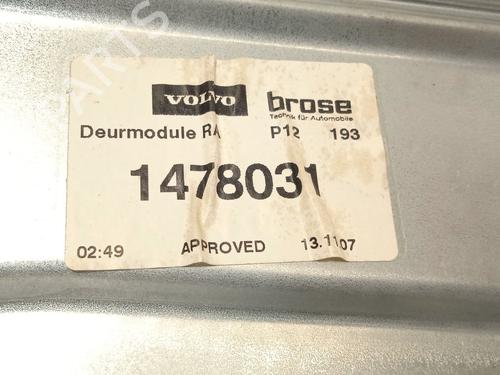 VOLVO brose
Technik für Automobile
Deurmodule RA P12 193
1478031
02:49 APPROVED 13.11.07